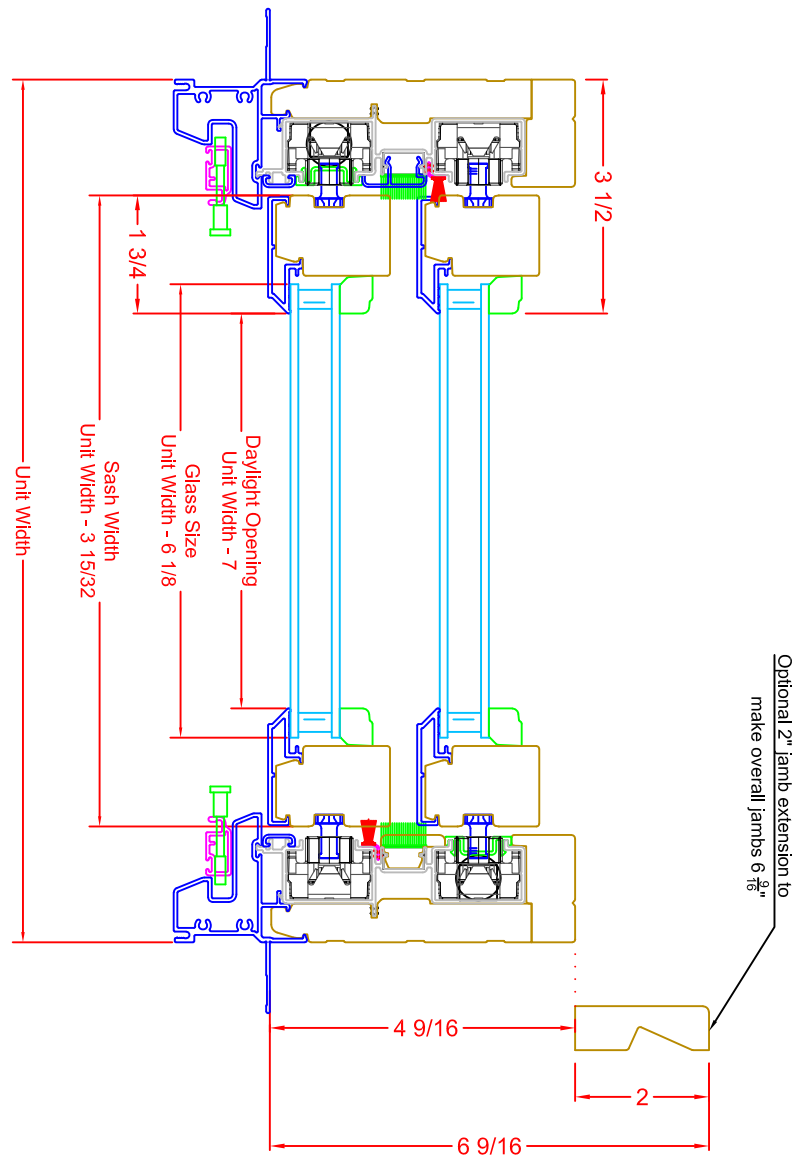 3 1/2
1 3/4
Daylight Opening
Unit Width - 7
Glass Size
Unit Width - 6 1/8
Sash Width
Unit Width - 3 15/32
Unit Width
Optional 2" jamb extension to
make overall jambs 6 9/16"
4 9/16
2
6 9/16